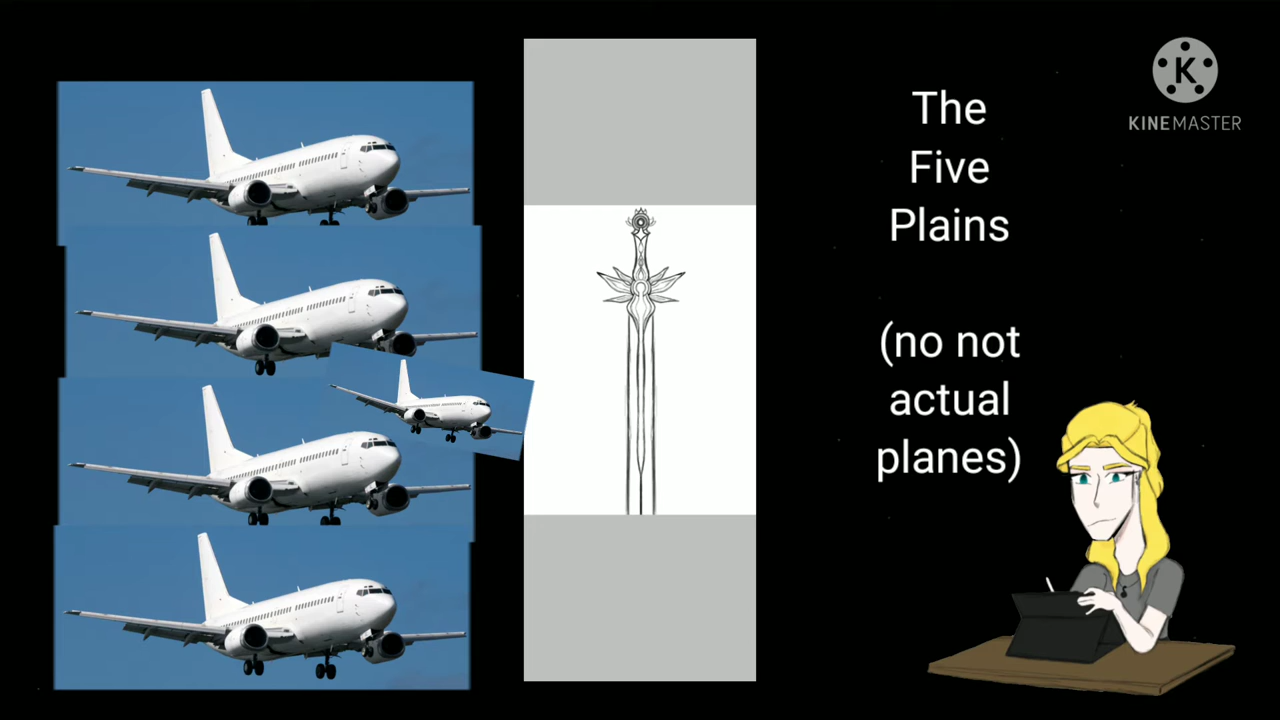 The
Five
Plains
(no not
actual
planes)
K
KINEMASTER